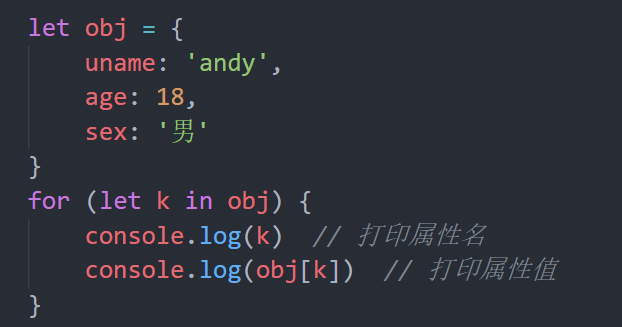 let obj = {
    uname: 'andy',
    age: 18,
    sex: '男'
}
for (let k in obj) {
    console.log(k)  // 打印属性名
    console.log(obj[k])  // 打印属性值
}